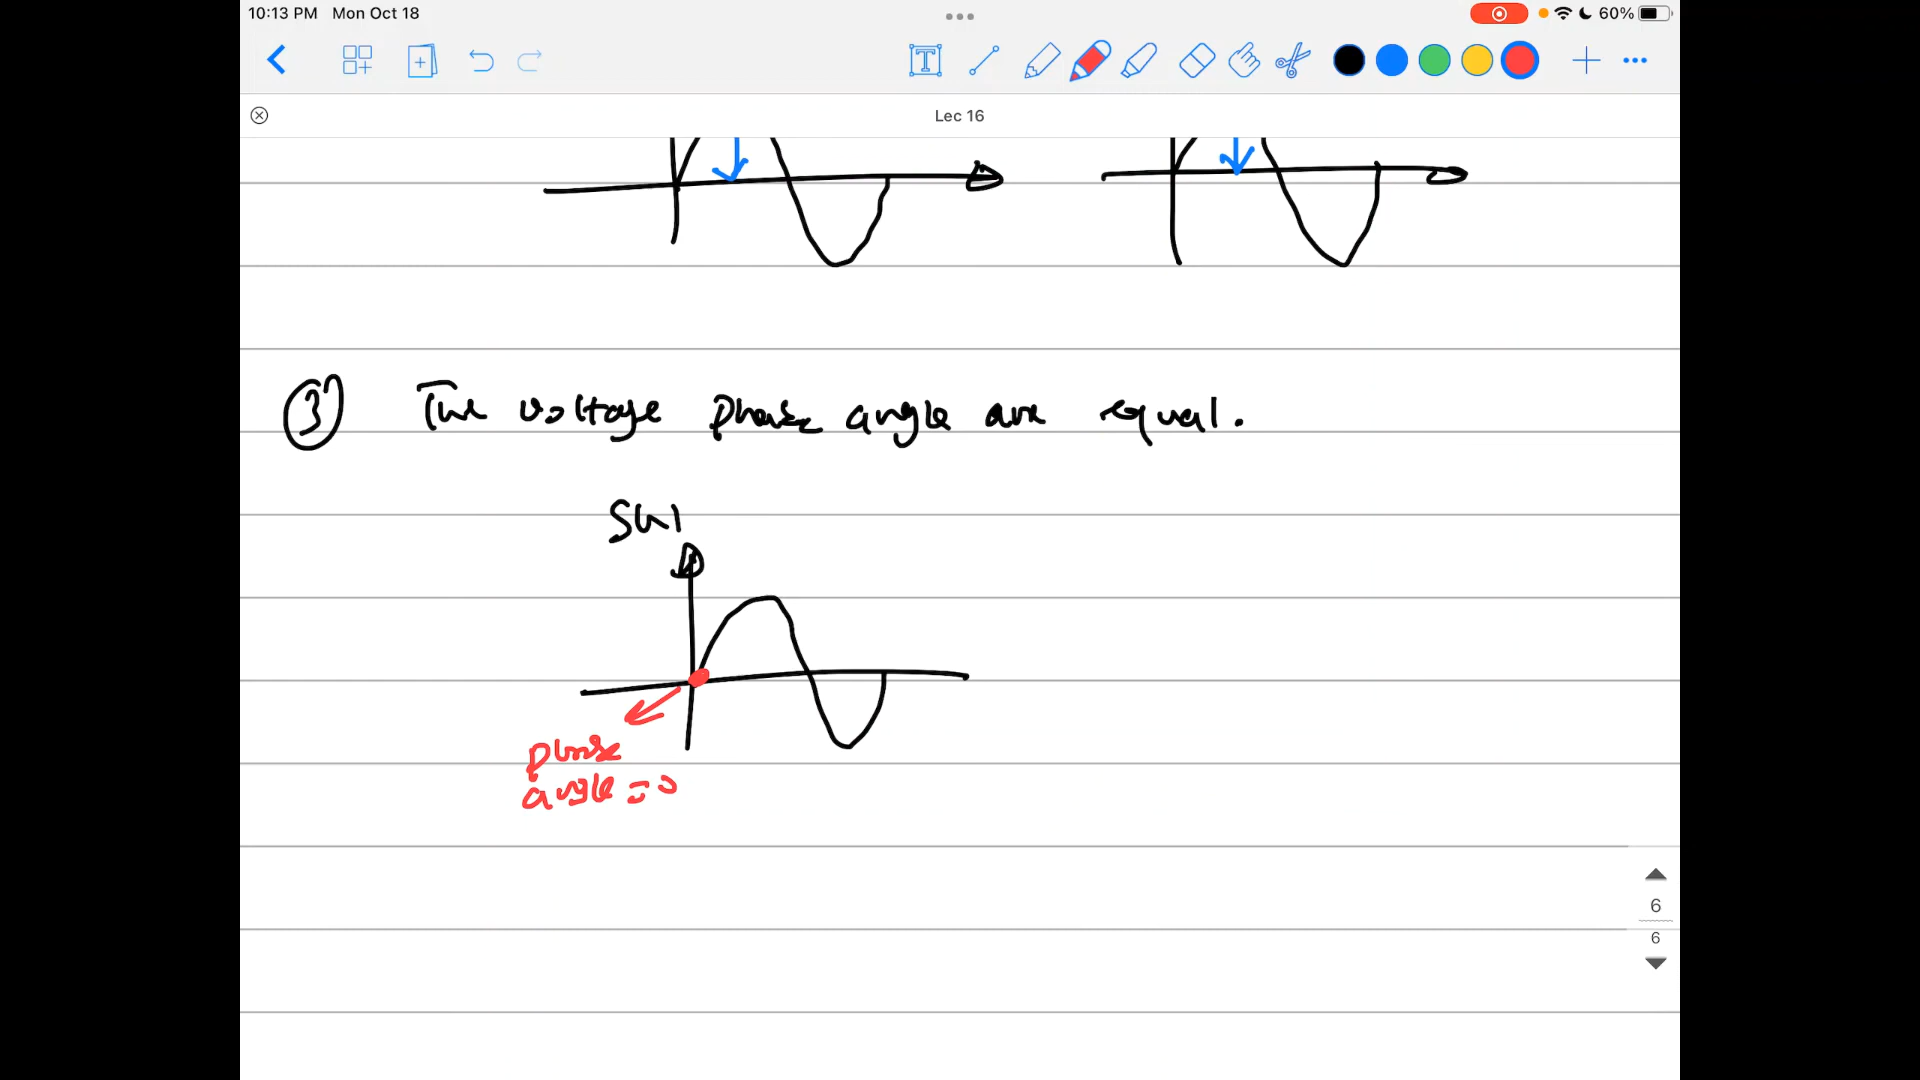 10:13 PM Mon Oct 18
60%
T
Lec 16
3 The voltage phase angle are equal.
SG1
phase
angle = 0
6
6